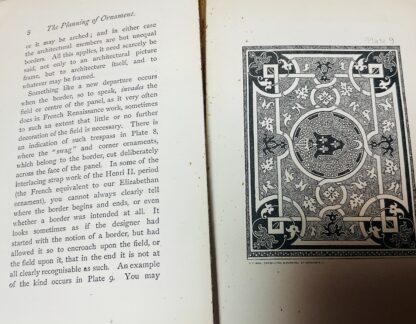 8 The Planning of Ornament.
or it may be arched; and in either case
the architectural members are but unequal
borders. All this applies, it need scarcely be
said, not only to an architectural picture
frame, but to architecture itself, and to
whatever may be framed.
Something like a new departure occurs
when the border, so to speak, invades the
field or centre of the panel, as it very often
does in French Renaissance work, sometimes
to such an extent that little or no further
decoration of the field is necessary. There is
an indication of such trespass in Plate 8,
where the "swag" and corner ornaments,
which belong to the border, cut deliberately
across the face of the panel. In some of the
interlacing strap work of the Henri II. period
(the French equivalent to our Elizabethan
ornament), you cannot always clearly tell
where the border begins and ends, or even
whether a border was intended at all. It
looks sometimes as if the designer had
started with the notion of a border, but had
allowed it so to encroach upon the field, or
the field upon it, that in the end it is not at
all clearly recognisable as such. An example
of the kind occurs in Plate 9. You may
Plate 9